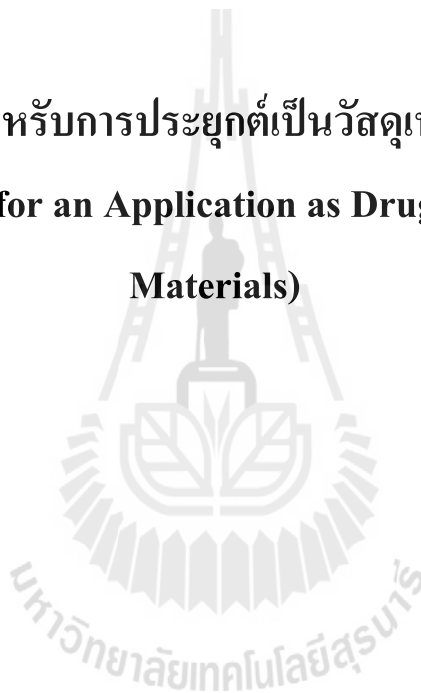 หรับการประยุกต์เป็นวัสดุเ
for an Application as Drug
Materials)
มหาวิทยาลัยเทคโนโลยีสุรนารี